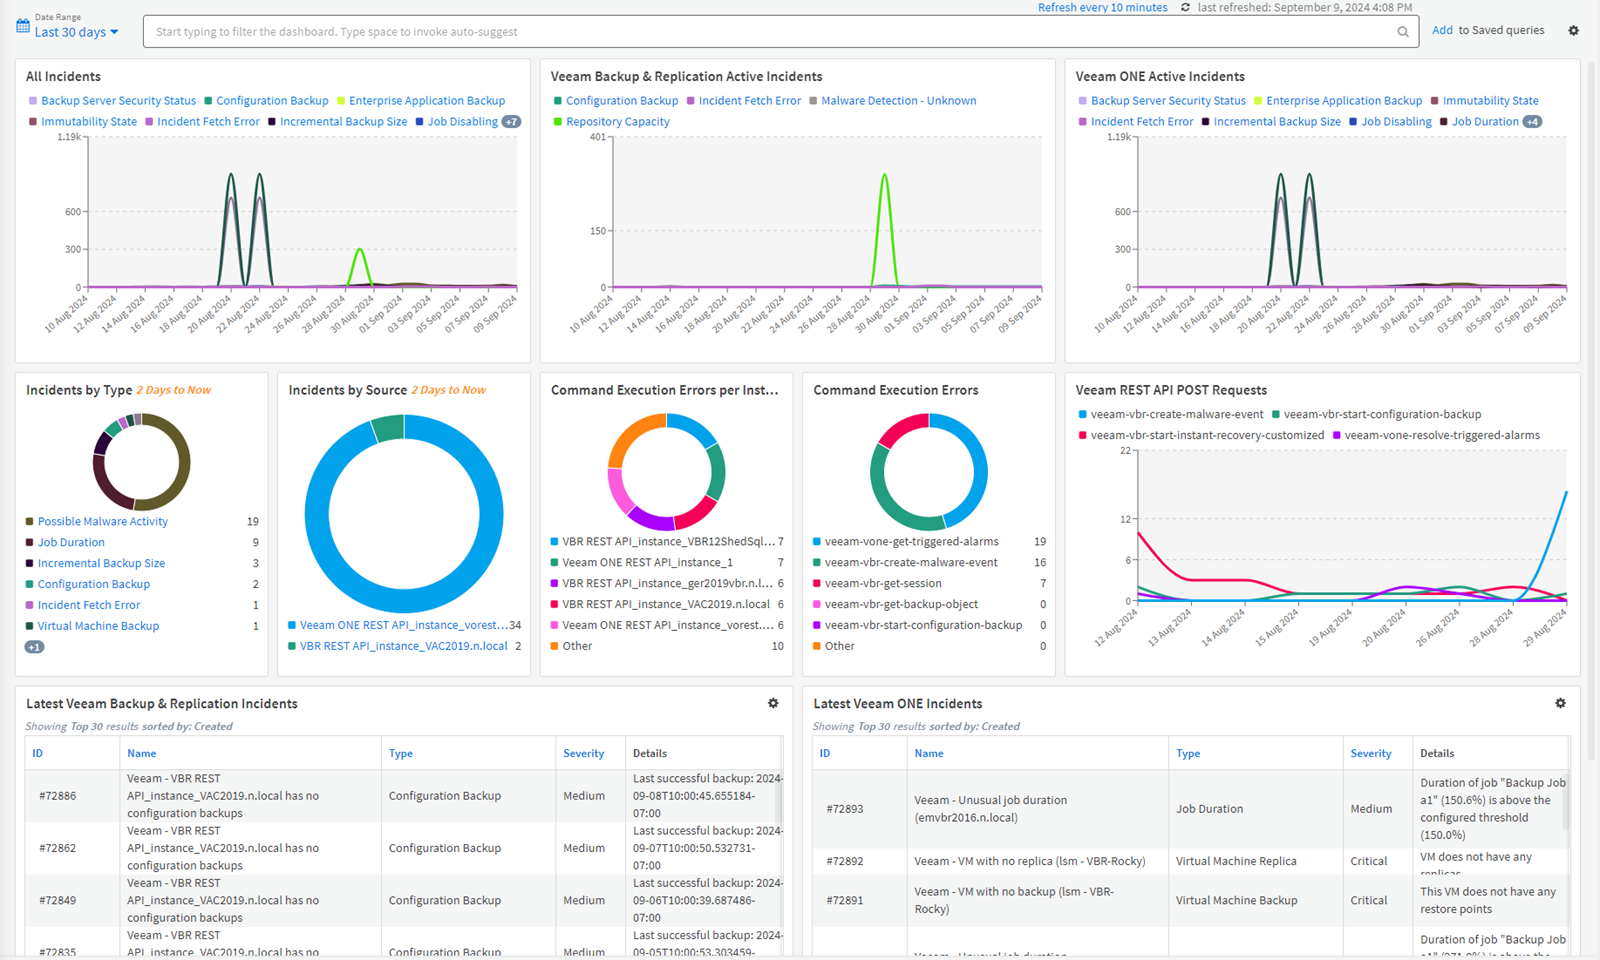 Refresh every 10 minutes last refreshed: September 9, 2024 4:08 PM
Date Range
Last 30 days
Start typing to filter the dashboard. Type space to invoke auto-suggest
Add to Saved queries
All Incidents
Backup Server Security Status Configuration Backup Enterprise Application Backup
Immutability State Incident Fetch Error Incremental Backup Size Job Disabling +7
1.19k
600
300
0
10 Aug 2024
12 Aug 2024
14 Aug 2024
16 Aug 2024
18 Aug 2024
20 Aug 2024
22 Aug 2024
24 Aug 2024
26 Aug 2024
28 Aug 2024
30 Aug 2024
01 Sep 2024
03 Sep 2024
05 Sep 2024
07 Sep 2024
09 Sep 2024
Veeam Backup & Replication Active Incidents
Configuration Backup Incident Fetch Error Malware Detection - Unknown
Repository Capacity
401
150
0
10 Aug 2024
12 Aug 2024
14 Aug 2024
16 Aug 2024
18 Aug 2024
20 Aug 2024
22 Aug 2024
24 Aug 2024
26 Aug 2024
28 Aug 2024
30 Aug 2024
01 Sep 2024
03 Sep 2024
05 Sep 2024
07 Sep 2024
09 Sep 2024
Veeam ONE Active Incidents
Backup Server Security Status Enterprise Application Backup Immutability State
Incident Fetch Error Incremental Backup Size Job Disabling Job Duration +4
1.19k
600
300
0
10 Aug 2024
12 Aug 2024
14 Aug 2024
16 Aug 2024
18 Aug 2024
20 Aug 2024
22 Aug 2024
24 Aug 2024
26 Aug 2024
28 Aug 2024
30 Aug 2024
01 Sep 2024
03 Sep 2024
05 Sep 2024
07 Sep 2024
09 Sep 2024
Incidents by Type 2 Days to Now
Possible Malware Activity 19
Job Duration 9
Incremental Backup Size 3
Configuration Backup 2
Incident Fetch Error 1
Virtual Machine Backup 1
+1
Incidents by Source 2 Days to Now
Veeam ONE REST API_instance_vorest... 34
VBR REST API_instance_VAC2019.n.local 2
Command Execution Errors per Inst...
VBR REST API_instance_VBR12ShedSql... 7
Veeam ONE REST API_instance_1 7
VBR REST API_instance_ger2019vbr.n.l... 6
VBR REST API_instance_VAC2019.n.local 6
Veeam ONE REST API_instance_vorest.... 6
Other 10
Command Execution Errors
veeam-vone-get-triggered-alarms 19
veeam-vbr-create-malware-event 16
veeam-vbr-get-session 7
veeam-vbr-get-backup-object 0
veeam-vbr-start-configuration-backup 0
Other 0
Veeam REST API POST Requests
veeam-vbr-create-malware-event veeam-vbr-start-configuration-backup
veeam-vbr-start-instant-recovery-customized veeam-vone-resolve-triggered-alarms
22
12
6
0
12 Aug 2024
13 Aug 2024
14 Aug 2024
15 Aug 2024
19 Aug 2024
20 Aug 2024
26 Aug 2024
28 Aug 2024
29 Aug 2024
Latest Veeam Backup & Replication Incidents
Showing Top 30 results sorted by: Created
ID Name Type Severity Details
#72886 Veeam - VBR REST API_instance_VAC2019.n.local has no configuration backups Configuration Backup Medium Last successful backup: 2024-09-08T10:00:45.655184-07:00
#72862 Veeam - VBR REST API_instance_VAC2019.n.local has no configuration backups Configuration Backup Medium Last successful backup: 2024-09-07T10:00:50.532731-07:00
#72849 Veeam - VBR REST API_instance_VAC2019.n.local has no configuration backups Configuration Backup Medium Last successful backup: 2024-09-06T10:00:39.687486-07:00
#72835 Veeam - VBR REST API_instance_VAC2019.n.local has no Configuration Backup Medium Last successful backup: 2024-09-05T10:00:53.303459-
Latest Veeam ONE Incidents
Showing Top 30 results sorted by: Created
ID Name Type Severity Details
#72893 Veeam - Unusual job duration (emvbr2016.n.local) Job Duration Medium Duration of job "Backup Job a1" (150.6%) is above the configured threshold (150.0%)
#72892 Veeam - VM with no replica (lsm - VBR-Rocky) Virtual Machine Replica Critical VM does not have any replicas
#72891 Veeam - VM with no backup (lsm - VBR-Rocky) Virtual Machine Backup Critical This VM does not have any restore points
Veeam - Unusual job duration Duration of job "Backup Job a1" (271.0%) is above the